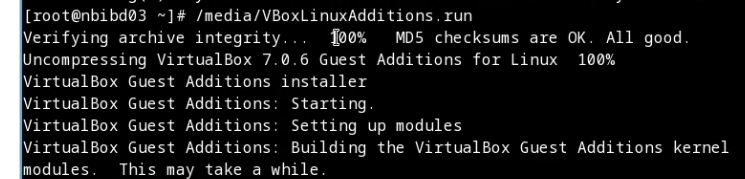 [root@nbibd03 ~]# /media/VBoxLinuxAdditions.run
Verifying archive integrity...  100%   MD5 checksums are OK. All good.
Uncompressing VirtualBox 7.0.6 Guest Additions for Linux  100%
VirtualBox Guest Additions installer
VirtualBox Guest Additions: Starting.
VirtualBox Guest Additions: Setting up modules
VirtualBox Guest Additions: Building the VirtualBox Guest Additions kernel
modules.  This may take a while.